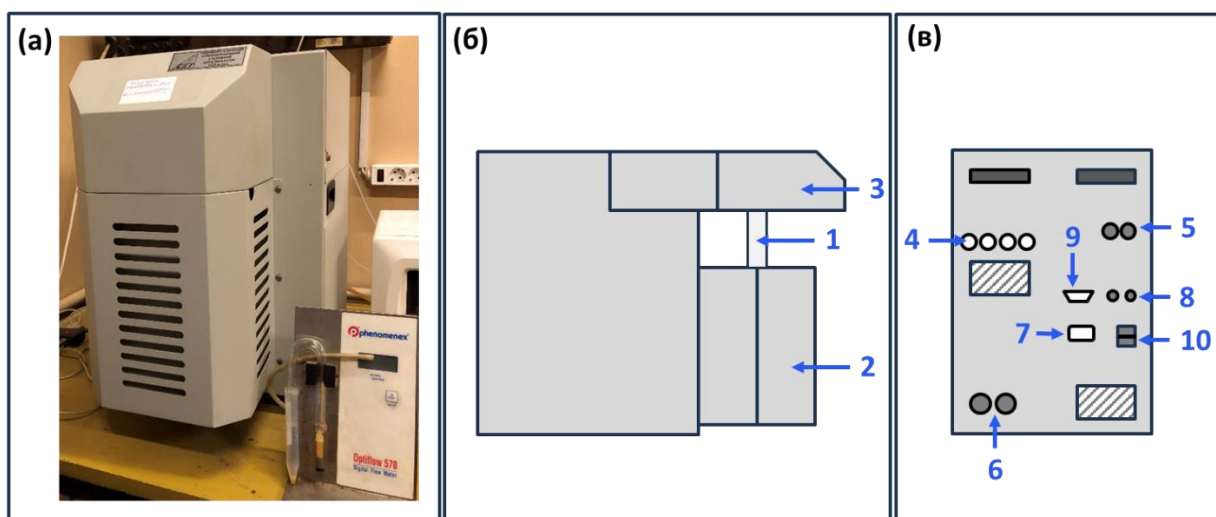 (а)
phenomenex
Optiflow 570
Digital Flow Meter
(б)
3
1
2
(в)
4
5
9
8
7
10
6